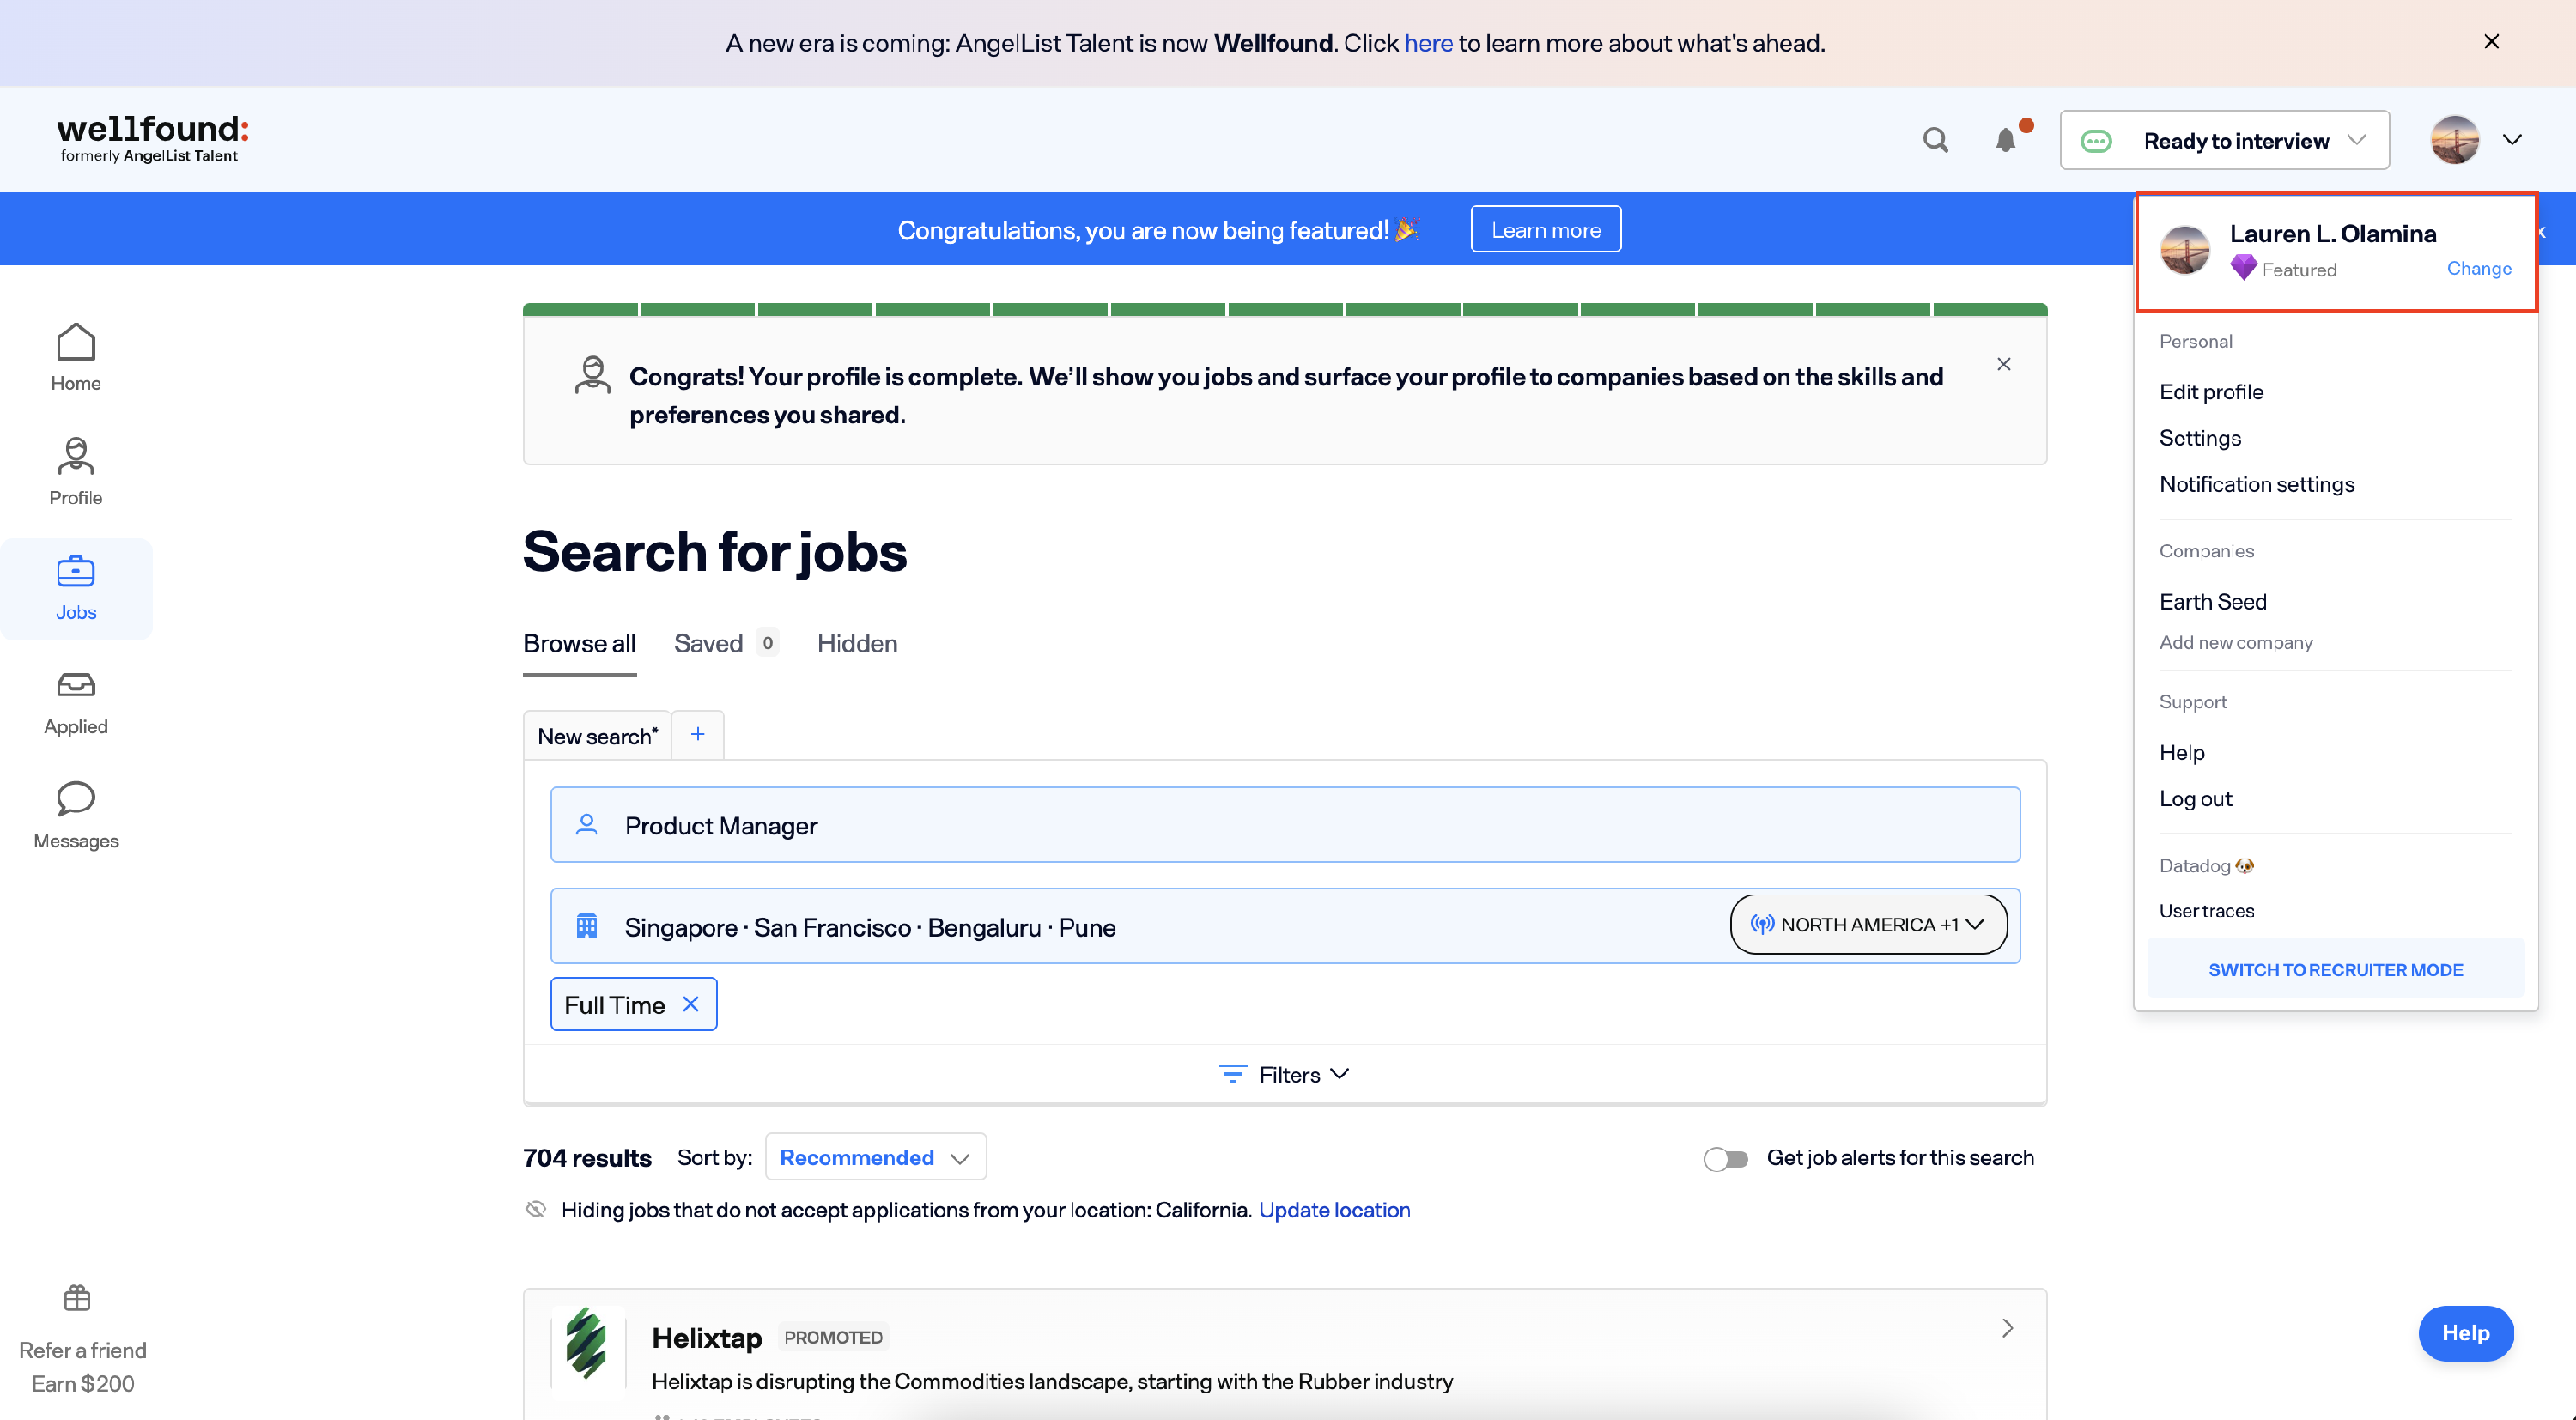 A new era is coming: AngelList Talent is now Wellfound. Click here to learn more about what's ahead.
wellfound:
formerly AngelList Talent
Ready to interview
Congratulations, you are now being featured! 🎉
Learn more
Lauren L. Olamina
Featured
Change
Personal
Edit profile
Settings
Notification settings
Companies
Earth Seed
Add new company
Support
Help
Log out
Datadog 🐶
User traces
SWITCH TO RECRUITER MODE
Home
Profile
Jobs
Applied
Messages
Refer a friend
Earn $200
Congrats! Your profile is complete. We’ll show you jobs and surface your profile to companies based on the skills and
preferences you shared.
Search for jobs
Browse all
Saved 0
Hidden
New search*
+
Product Manager
Singapore · San Francisco · Bengaluru · Pune
NORTH AMERICA +1
Full Time
Filters
704 results
Sort by:
Recommended
Get job alerts for this search
Hiding jobs that do not accept applications from your location: California. Update location
Helixtap PROMOTED
Helixtap is disrupting the Commodities landscape, starting with the Rubber industry
Help